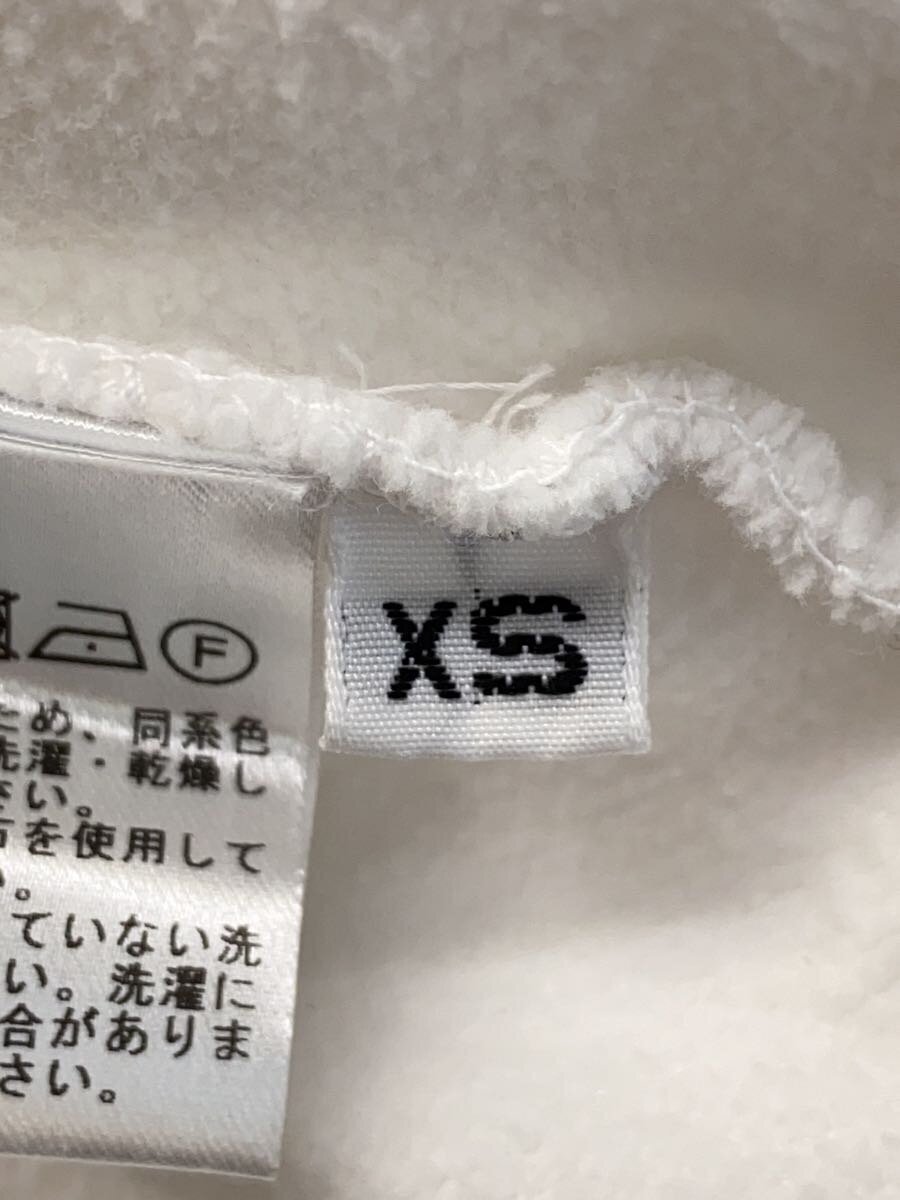 F
XS
ため、同系色
洗濯・乾燥し
さい。
を使用して
い。
ていない洗
い。洗濯に
合がありま
さい。